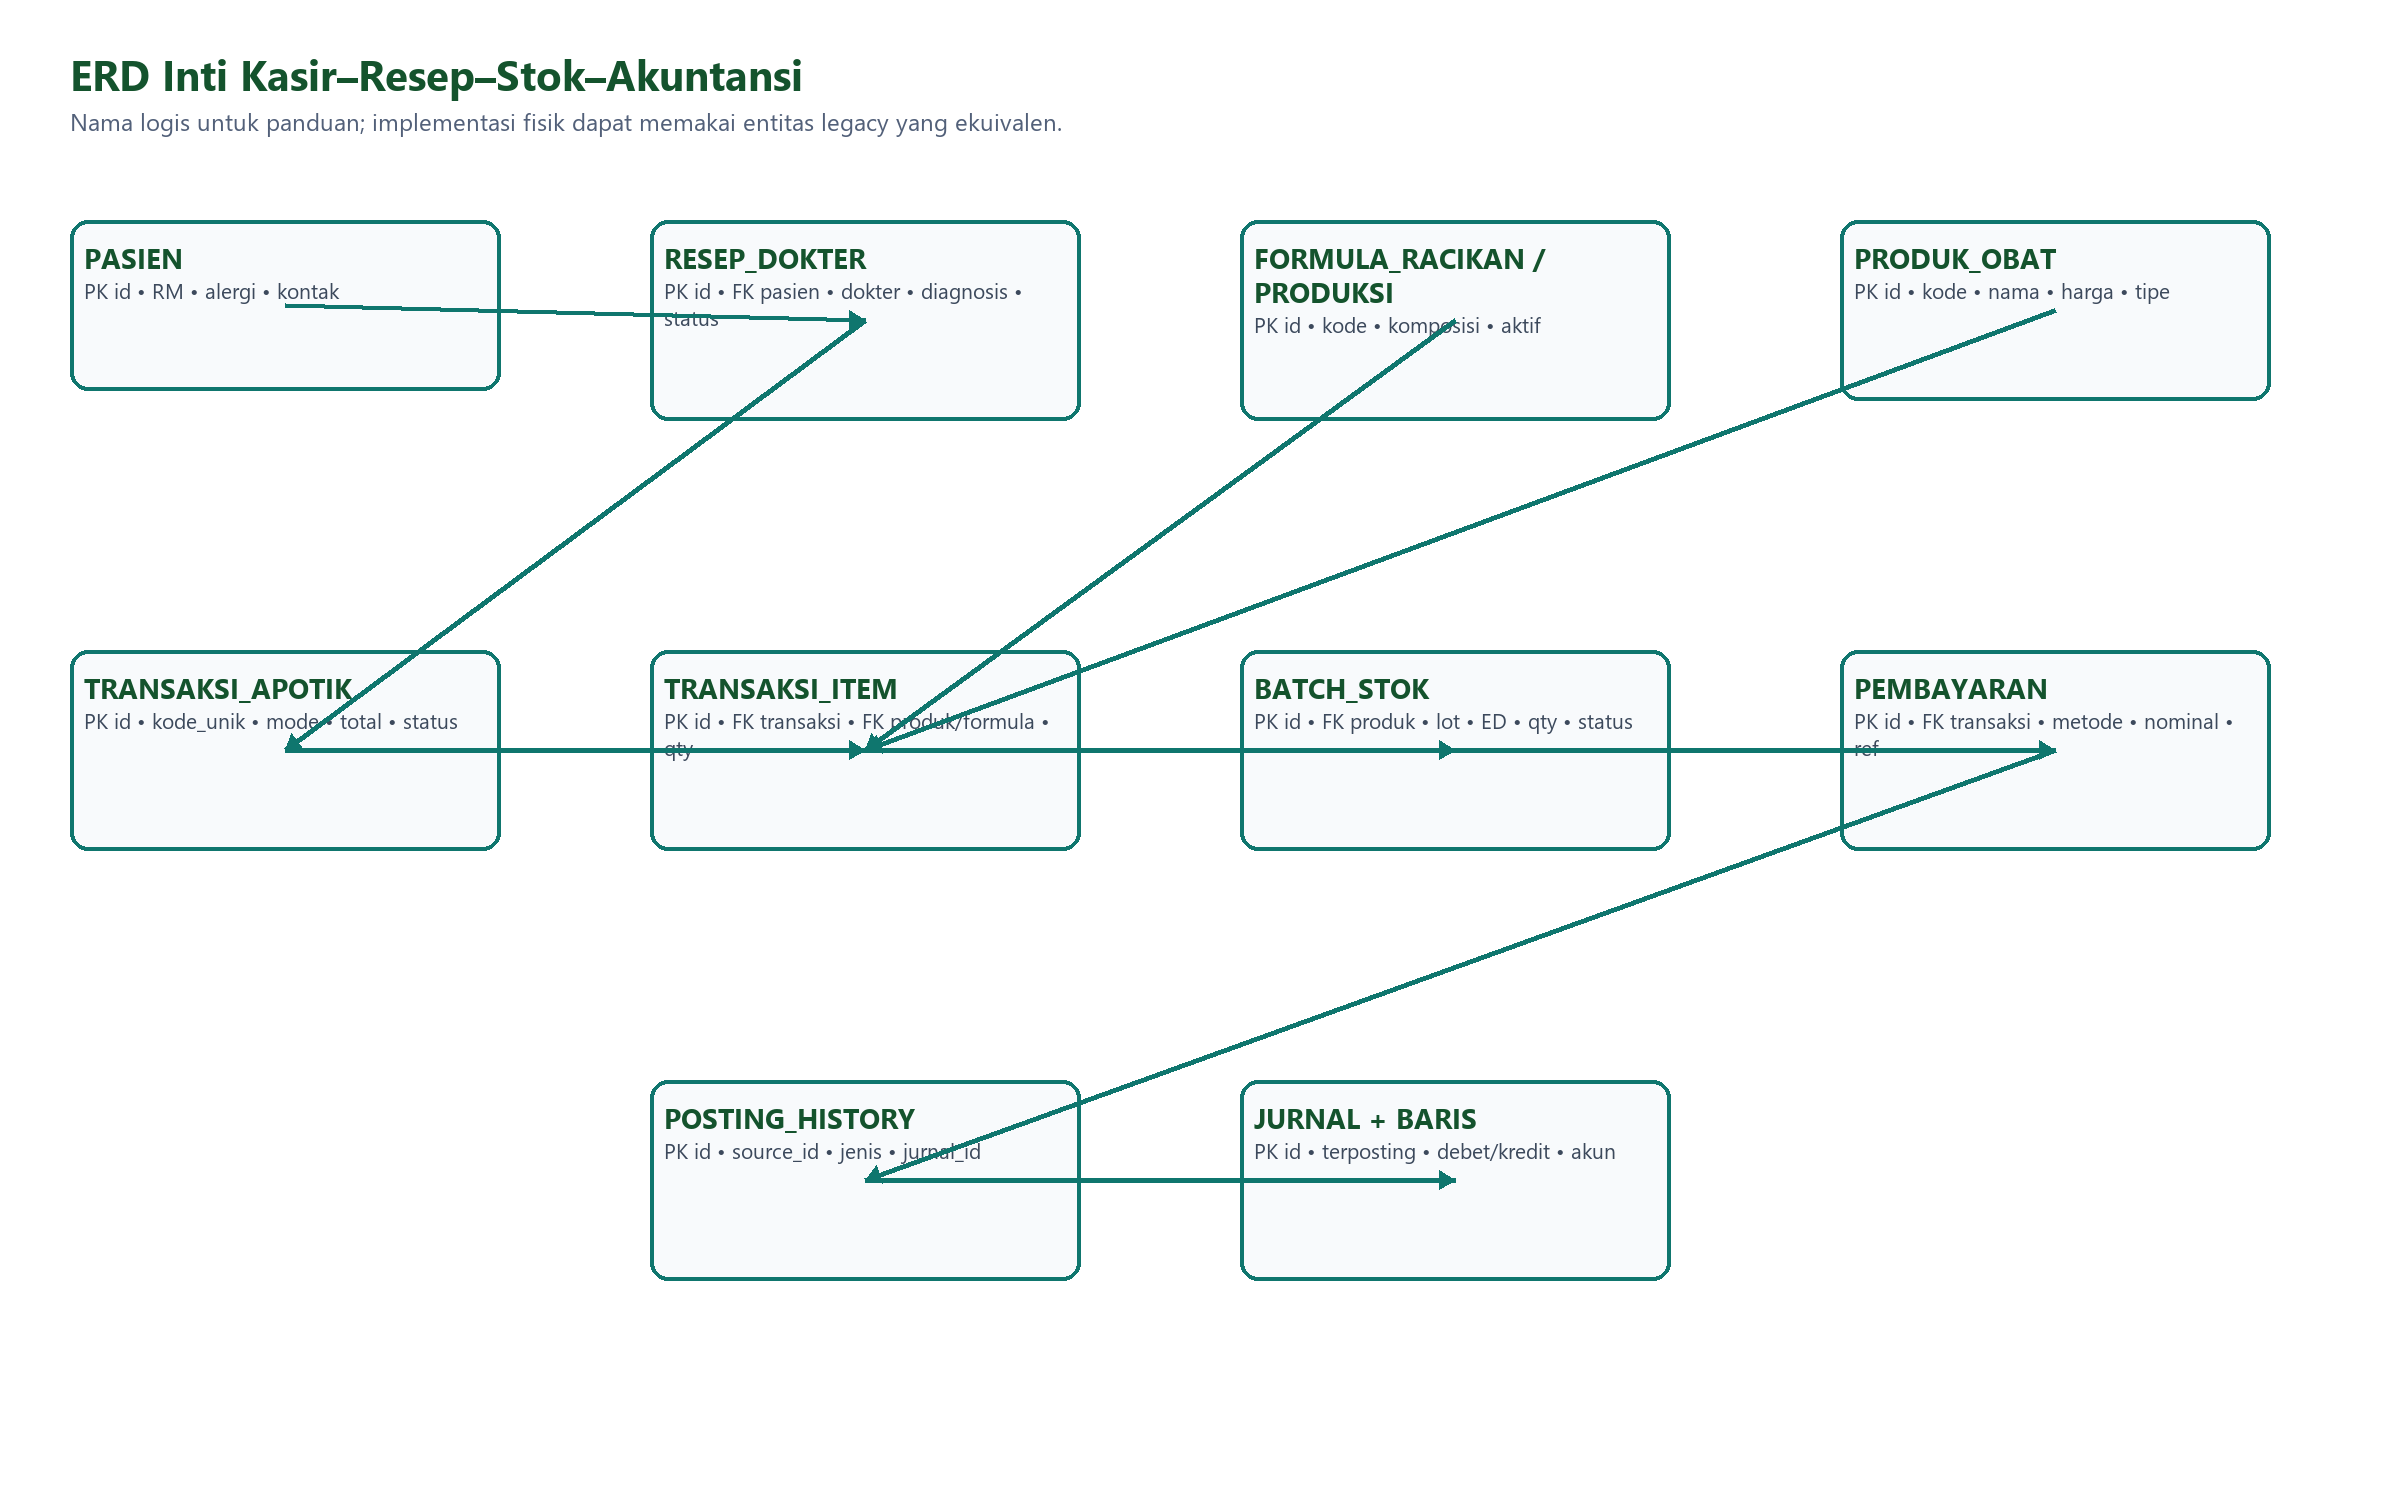 ERD Inti Kasir–Resep–Stok–Akuntansi
Nama logis untuk panduan; implementasi fisik dapat memakai entitas legacy yang ekuivalen.
PASIEN
PK id • RM • alergi • kontak
RESEP_DOKTER
PK id • FK pasien • dokter • diagnosis •
status
FORMULA_RACIKAN /
PRODUKSI
PK id • kode • komposisi • aktif
PRODUK_OBAT
PK id • kode • nama • harga • tipe
TRANSAKSI_APOTIK
PK id • kode_unik • mode • total • status
TRANSAKSI_ITEM
PK id • FK transaksi • FK produk/formula •
qty
BATCH_STOK
PK id • FK produk • lot • ED • qty • status
PEMBAYARAN
PK id • FK transaksi • metode • nominal •
ref
POSTING_HISTORY
PK id • source_id • jenis • jurnal_id
JURNAL + BARIS
PK id • terposting • debet/kredit • akun